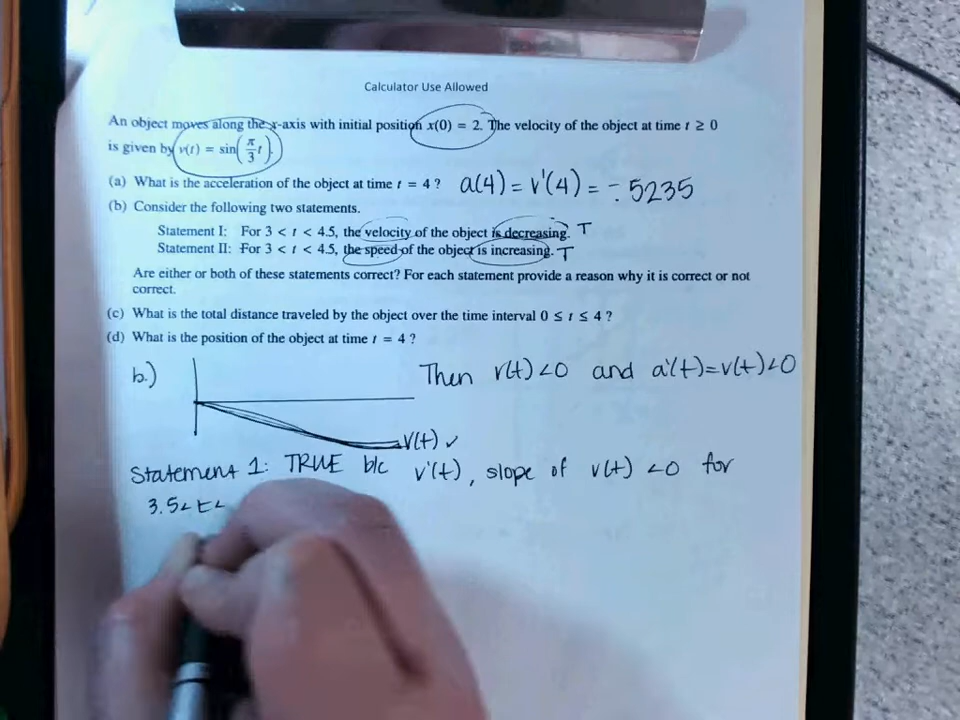 Calculator Use Allowed
An object moves along the x-axis with initial position x(0) = 2. The velocity of the object at time t ≥ 0
is given by v(t) = sin(π/3 t).
(a) What is the acceleration of the object at time t = 4 ? a(4) = v'(4) = -.5235
(b) Consider the following two statements.
Statement I: For 3 < t < 4.5, the velocity of the object is decreasing. T
Statement II: For 3 < t < 4.5, the speed of the object is increasing. T
Are either or both of these statements correct? For each statement provide a reason why it is correct or not
correct.
(c) What is the total distance traveled by the object over the time interval 0 ≤ t ≤ 4 ?
(d) What is the position of the object at time t = 4 ?
b.) Then v(t) <0 and a'(t)=v(t)<0
v(t) ✓
Statement 1: TRUE b/c v'(t), slope of v(t) <0 for
3.5< t <